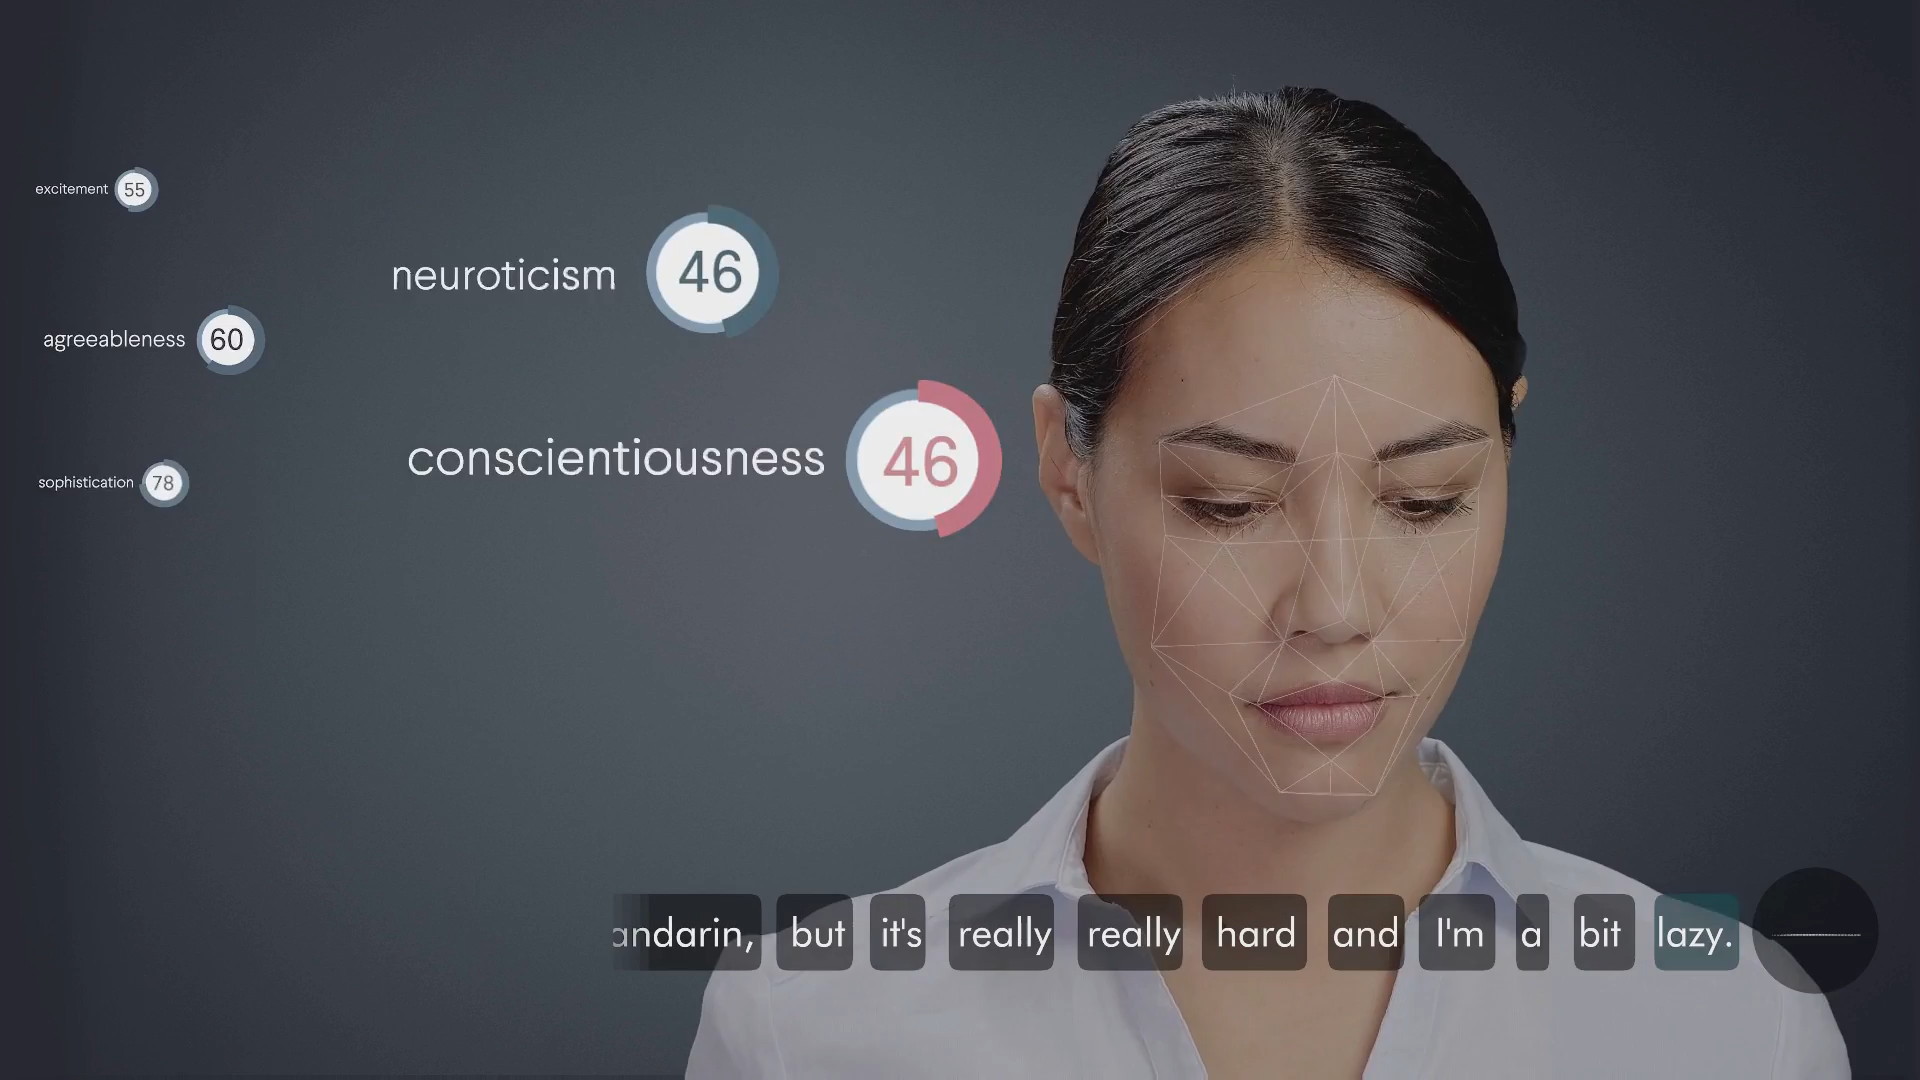 excitement 55
neuroticism 46
agreeableness 60
conscientiousness 46
sophistication 78
andarin, but it's really really hard and I'm a bit lazy.